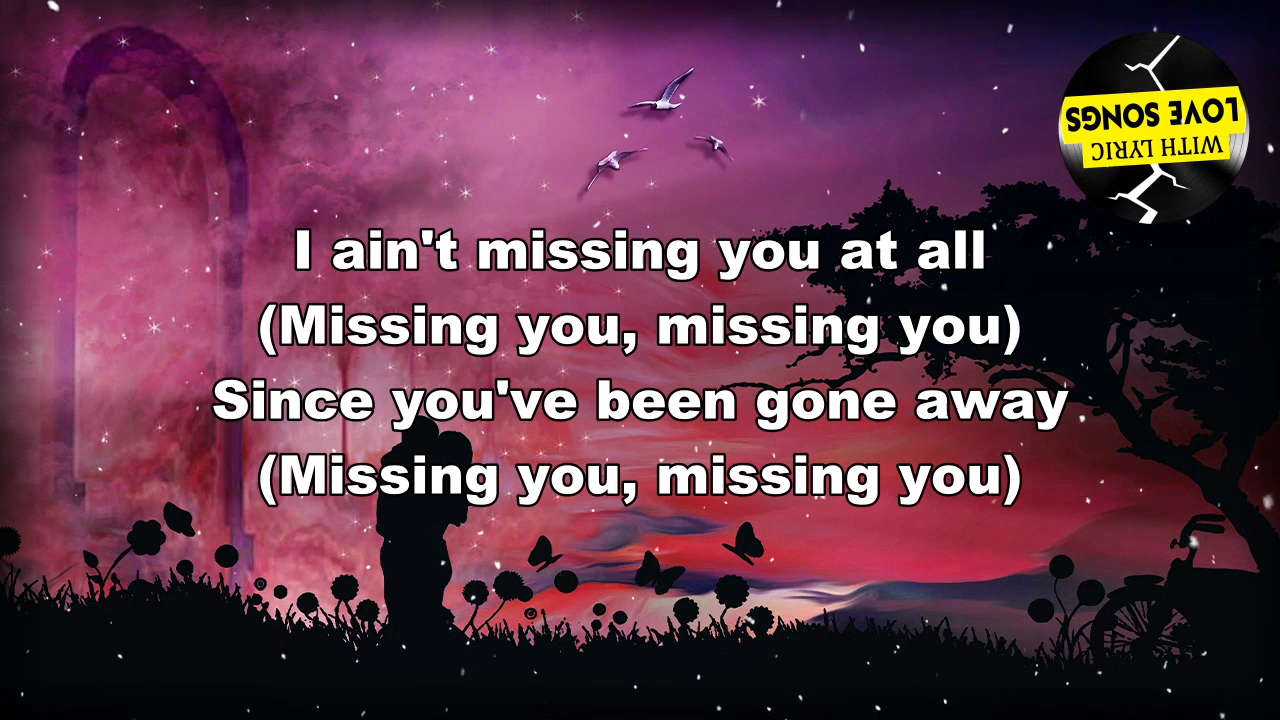 I ain't missing you at all
(Missing you, missing you)
Since you've been gone away
(Missing you, missing you)
LOVE SONGS
WITH LYRIC